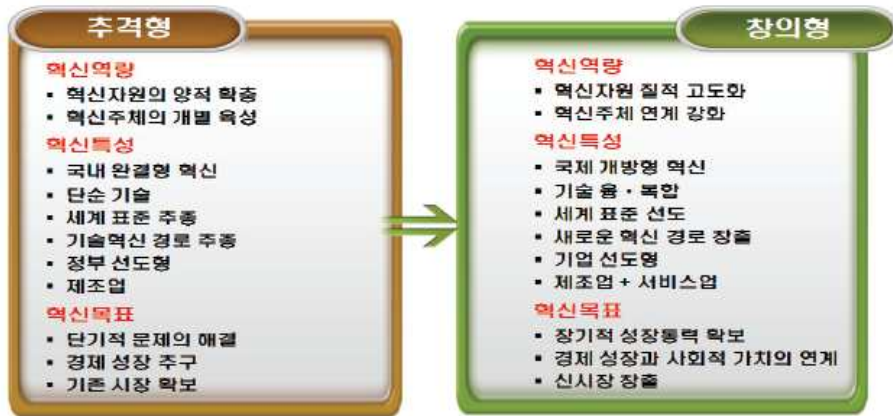 추격형
혁신역량
▪ 혁신자원의 양적 확충
▪ 혁신주체의 개별 육성
혁신특성
▪ 국내 완결형 혁신
▪ 단순 기술
▪ 세계 표준 추종
▪ 기술혁신 경로 추종
▪ 정부 선도형
▪ 제조업
혁신목표
▪ 단기적 문제의 해결
▪ 경제 성장 추구
▪ 기존 시장 확보
창의형
혁신역량
▪ 혁신자원 질적 고도화
▪ 혁신주체 연계 강화
혁신특성
▪ 국제 개방형 혁신
▪ 기술 융·복합
▪ 세계 표준 선도
▪ 새로운 혁신 경로 창출
▪ 기업 선도형
▪ 제조업 + 서비스업
혁신목표
▪ 장기적 성장동력 확보
▪ 경제 성장과 사회적 가치의 연계
▪ 신시장 창출